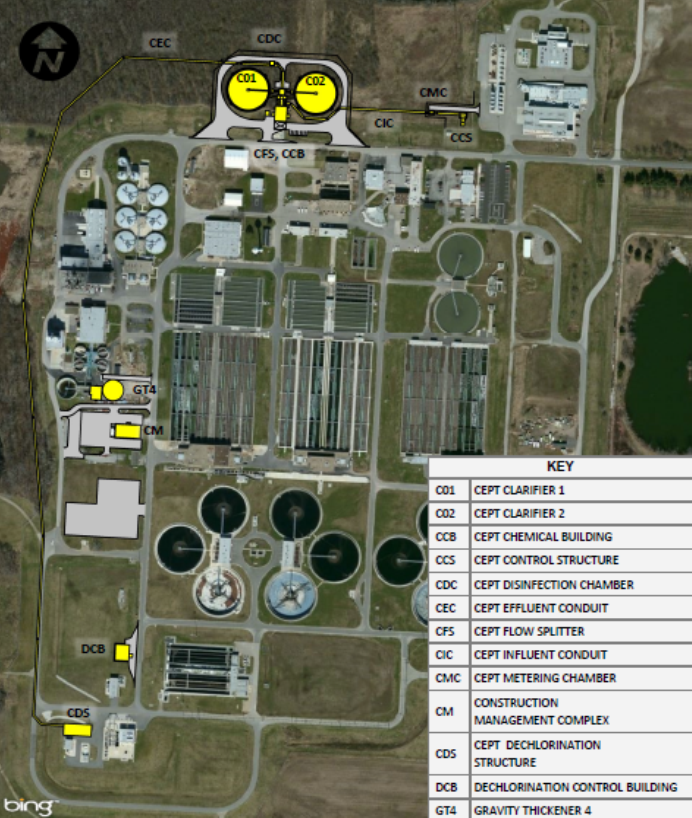 N
CEC
CDC
C01
C02
CMC
CIC
CCS
CFS, CCB
GT4
CM
DCB
CDS
KEY
C01 CEPT CLARIFIER 1
C02 CEPT CLARIFIER 2
CCB CEPT CHEMICAL BUILDING
CCS CEPT CONTROL STRUCTURE
CDC CEPT DISINFECTION CHAMBER
CEC CEPT EFFLUENT CONDUIT
CFS CEPT FLOW SPLITTER
CIC CEPT INFLUENT CONDUIT
CMC CEPT METERING CHAMBER
CM CONSTRUCTION
MANAGEMENT COMPLEX
CDS CEPT DECHLORINATION
STRUCTURE
DCB DECHLORINATION CONTROL BUILDING
GT4 GRAVITY THICKENER 4
bing